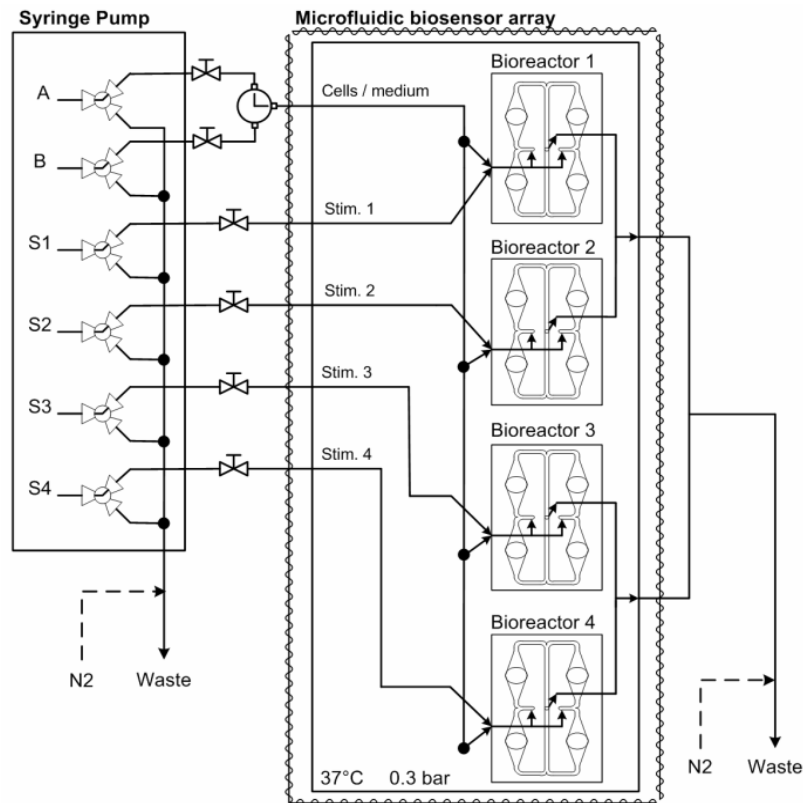 Syringe Pump
Microfluidic biosensor array
A
B
S1
S2
S3
S4
Cells / medium
Stim. 1
Stim. 2
Stim. 3
Stim. 4
Bioreactor 1
Bioreactor 2
Bioreactor 3
Bioreactor 4
37°C 0.3 bar
N2
Waste
N2
Waste